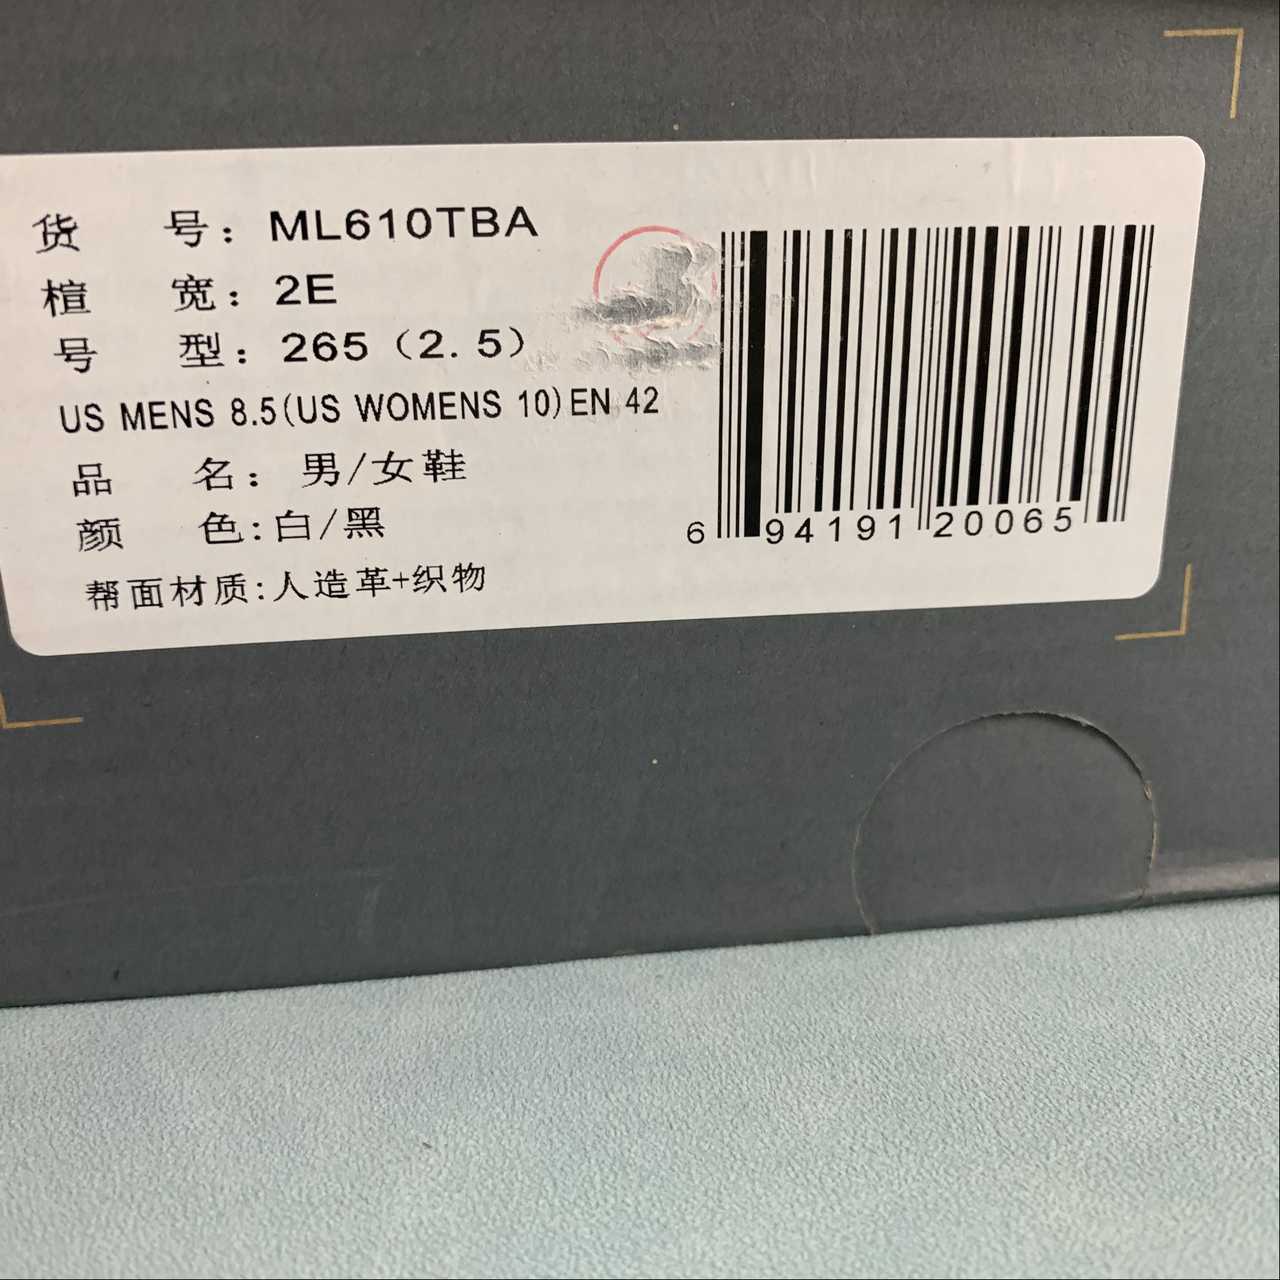 货 号：ML610TBA
楦 宽：2E
号 型：265（2.5）
US MENS 8.5(US WOMENS 10)EN 42
品 名：男/女鞋
颜 色:白/黑
帮面材质:人造革+织物
6 94191 20065